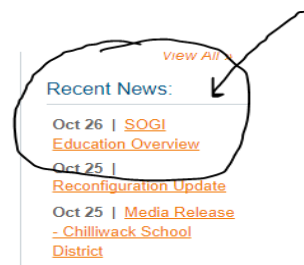 View All »
Recent News:
Oct 26 | SOGI
Education Overview
Oct 25 |
Reconfiguration Update
Oct 25 | Media Release
- Chilliwack School
District